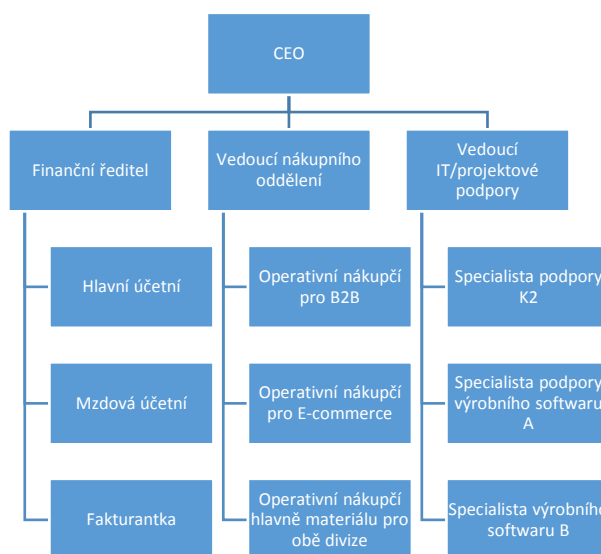 CEO
Finanční ředitel
Vedoucí nákupního
oddělení
Vedoucí
IT/projektové
podpory
Hlavní účetní
Operativní nákupčí
pro B2B
Specialista podpory
K2
Mzdová účetní
Operativní nákupčí
pro E-commerce
Specialista podpory
výrobního softwaru
A
Fakturantka
Operativní nákupčí
hlavně materiálu pro
obě divize
Specialista výrobního
softwaru B